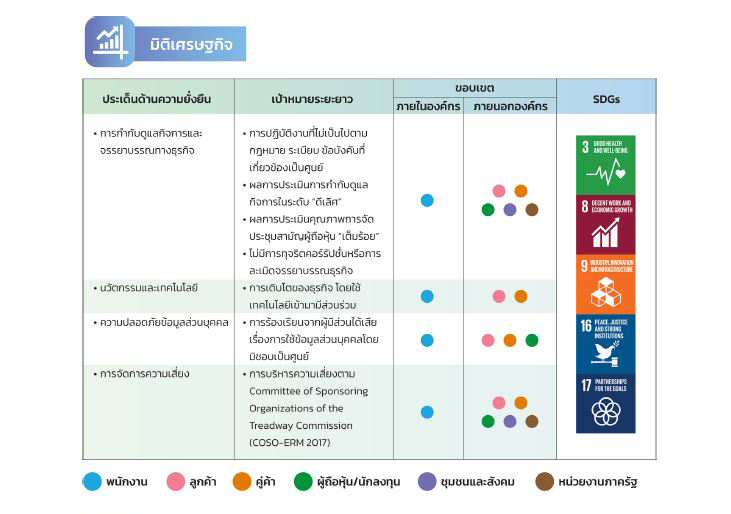 มิติเศรษฐกิจ
ประเด็นด้านความยั่งยืน
เป้าหมายระยะยาว
ขอบเขต
ภายในองค์กร
ภายนอกองค์กร
SDGs
• การกำกับดูแลกิจการและ
จรรยาบรรณทางธุรกิจ
• การปฏิบัติงานที่ไม่เป็นไปตาม
กฎหมาย ระเบียบ ข้อบังคับที่
เกี่ยวข้องเป็นศูนย์
• ผลการประเมินการกำกับดูแล
กิจการในระดับ “ดีเลิศ”
• ผลการประเมินคุณภาพการจัด
ประชุมสามัญผู้ถือหุ้น “เต็มร้อย”
• ไม่มีการทุจริตคอร์รัปชั่นหรือการ
ละเมิดจรรยาบรรณธุรกิจ
• นวัตกรรมและเทคโนโลยี
• การเติบโตของธุรกิจ โดยใช้
เทคโนโลยีเข้ามามีส่วนร่วม
• ความปลอดภัยข้อมูลส่วนบุคคล
• การร้องเรียนจากผู้มีส่วนได้เสีย
เรื่องการใช้ข้อมูลส่วนบุคคลโดย
มิชอบเป็นศูนย์
• การจัดการความเสี่ยง
• การบริหารความเสี่ยงตาม
Committee of Sponsoring
Organizations of the
Treadway Commission
(COSO-ERM 2017)
3 GOOD HEALTH
AND WELL-BEING
8 DECENT WORK AND
ECONOMIC GROWTH
9 INDUSTRY, INNOVATION
AND INFRASTRUCTURE
16 PEACE, JUSTICE
AND STRONG
INSTITUTIONS
17 PARTNERSHIPS
FOR THE GOALS
พนักงาน
ลูกค้า
คู่ค้า
ผู้ถือหุ้น/นักลงทุน
ชุมชนและสังคม
หน่วยงานภาครัฐ